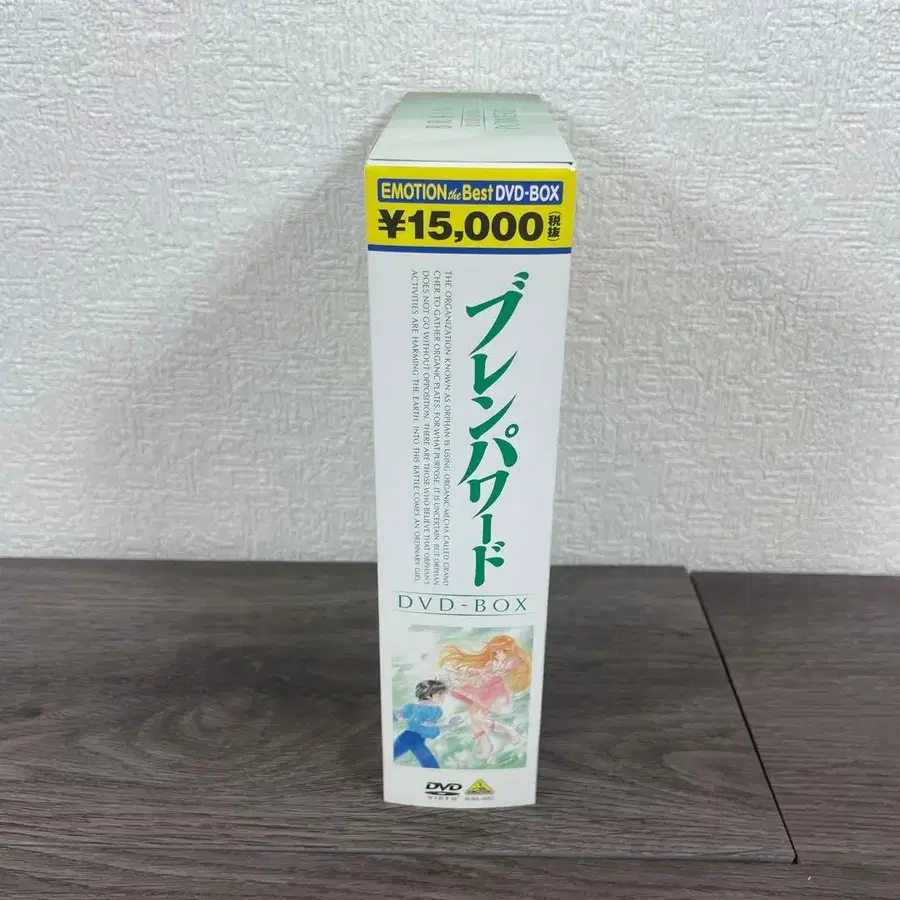 BRAIN
POWERD
EMOTION the Best DVD-BOX
¥15,000(税抜)
ブレンパワード
THE ORGANIZATION KNOWN AS ORPHAN IS USING ORGANIC MECHA CALLED GRAND
CHER TO GATHER ORGANIC PLATES. FOR WHAT PURPOSE, IT IS UNCERTAIN, BUT ORPHAN
DOES NOT GO WITHOUT OPPOSITION. THERE ARE THOSE WHO BELIEVE THAT ORPHAN'S
ACTIVITIES ARE HARMING THE EARTH. INTO THIS BATTLE COMES AN ORDINARY GIRL,
DVD-BOX
DVD
VIDEO